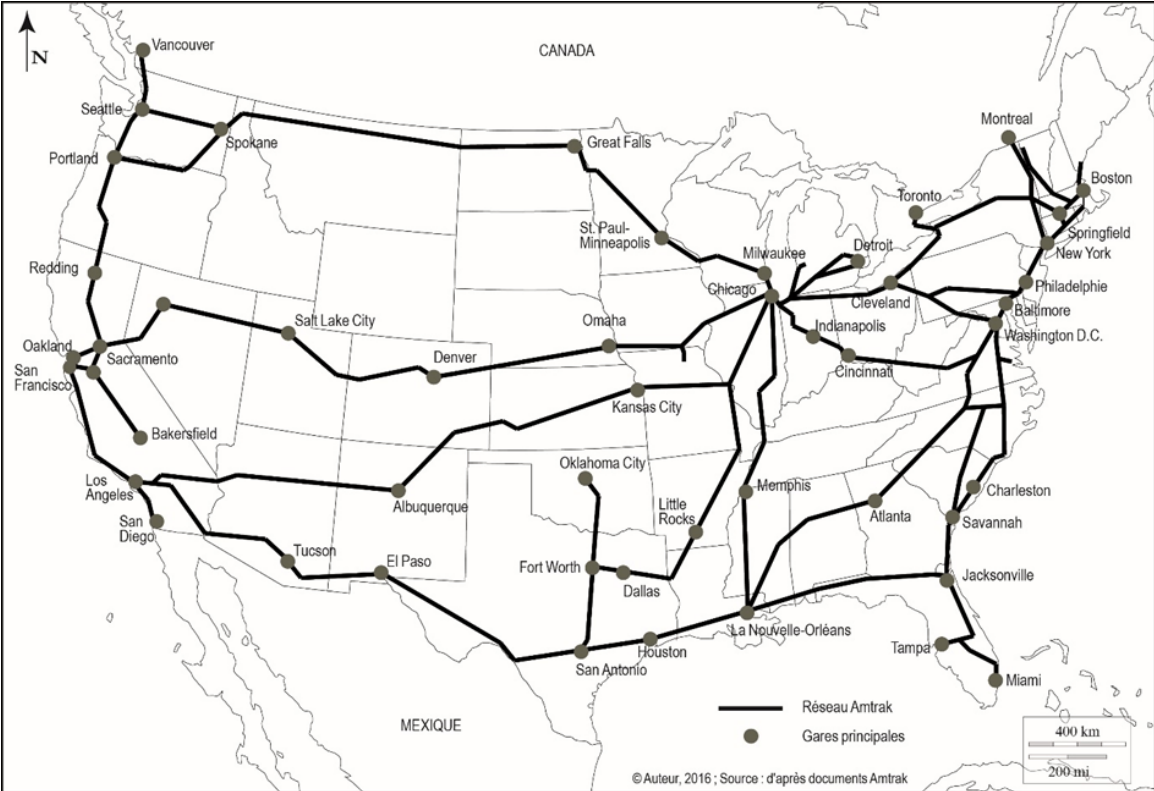 N
CANADA
Vancouver
Seattle
Spokane
Portland
Great Falls
Montreal
Boston
Toronto
Springfield
New York
St. Paul-
Minneapolis
Milwaukee
Detroit
Redding
Chicago
Cleveland
Philadelphie
Baltimore
Salt Lake City
Omaha
Indianapolis
Washington D.C.
Oakland
Sacramento
Denver
Cincinnati
San
Francisco
Kansas City
Bakersfield
Oklahoma City
Los
Angeles
Albuquerque
Memphis
Charleston
Little
Rocks
Atlanta
Savannah
San
Diego
Tucson
El Paso
Fort Worth
Dallas
Jacksonville
La Nouvelle-Orléans
Houston
San Antonio
Tampa
Miami
MEXIQUE
Réseau Amtrak
Gares principales
400 km
200 mi
© Auteur, 2016 ; Source : d'après documents Amtrak